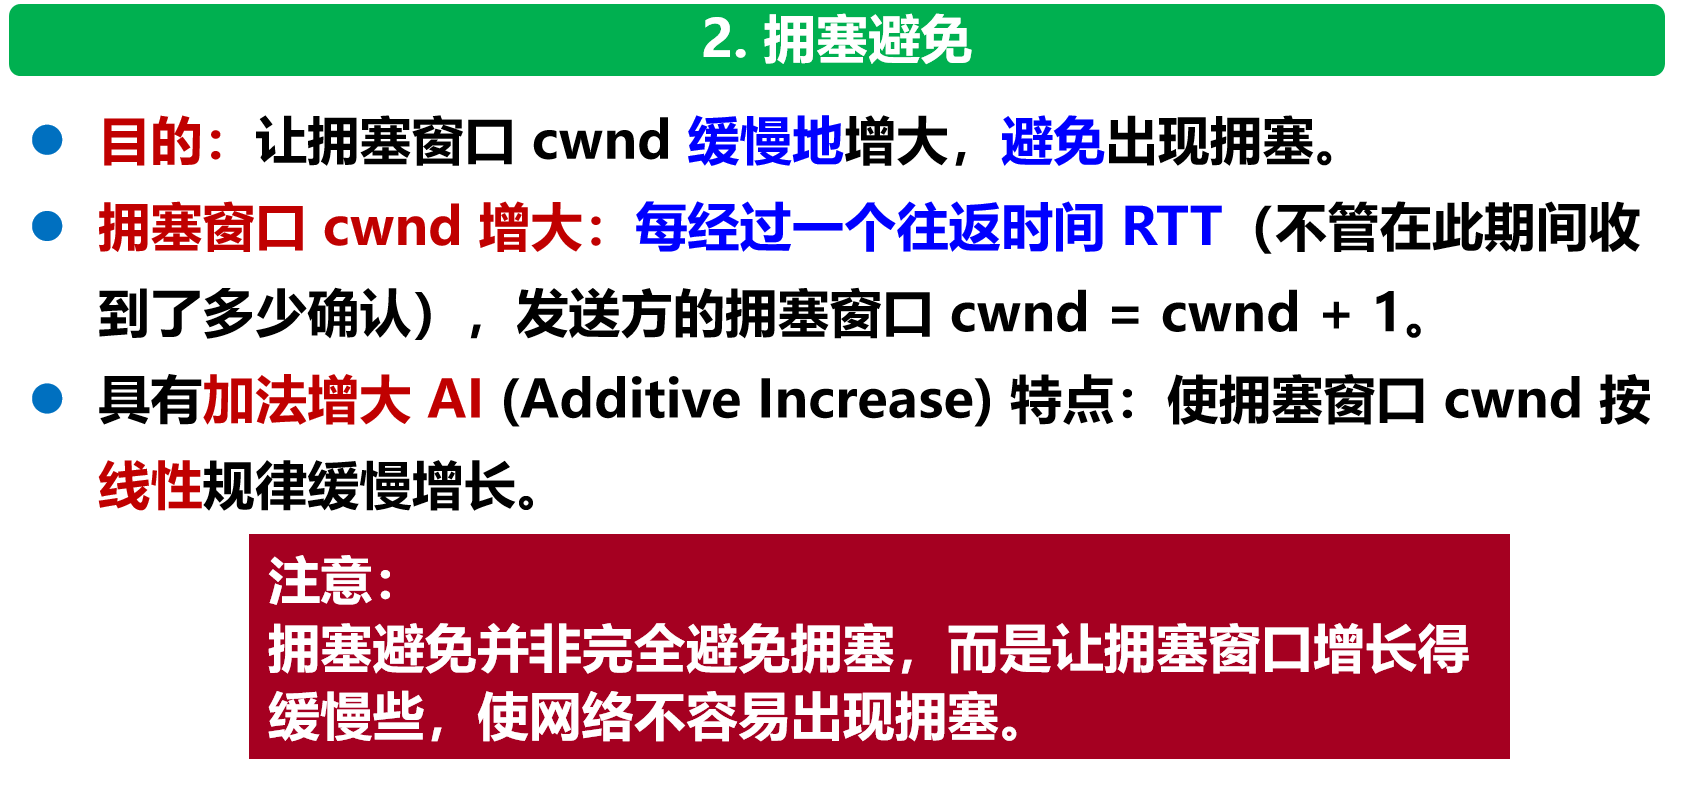 2. 拥塞避免
目的：让拥塞窗口 cwnd 缓慢地增大，避免出现拥塞。
拥塞窗口 cwnd 增大：每经过一个往返时间 RTT（不管在此期间收
到了多少确认），发送方的拥塞窗口 cwnd = cwnd + 1。
具有加法增大 AI (Additive Increase) 特点：使拥塞窗口 cwnd 按
线性规律缓慢增长。
注意：
拥塞避免并非完全避免拥塞，而是让拥塞窗口增长得
缓慢些，使网络不容易出现拥塞。